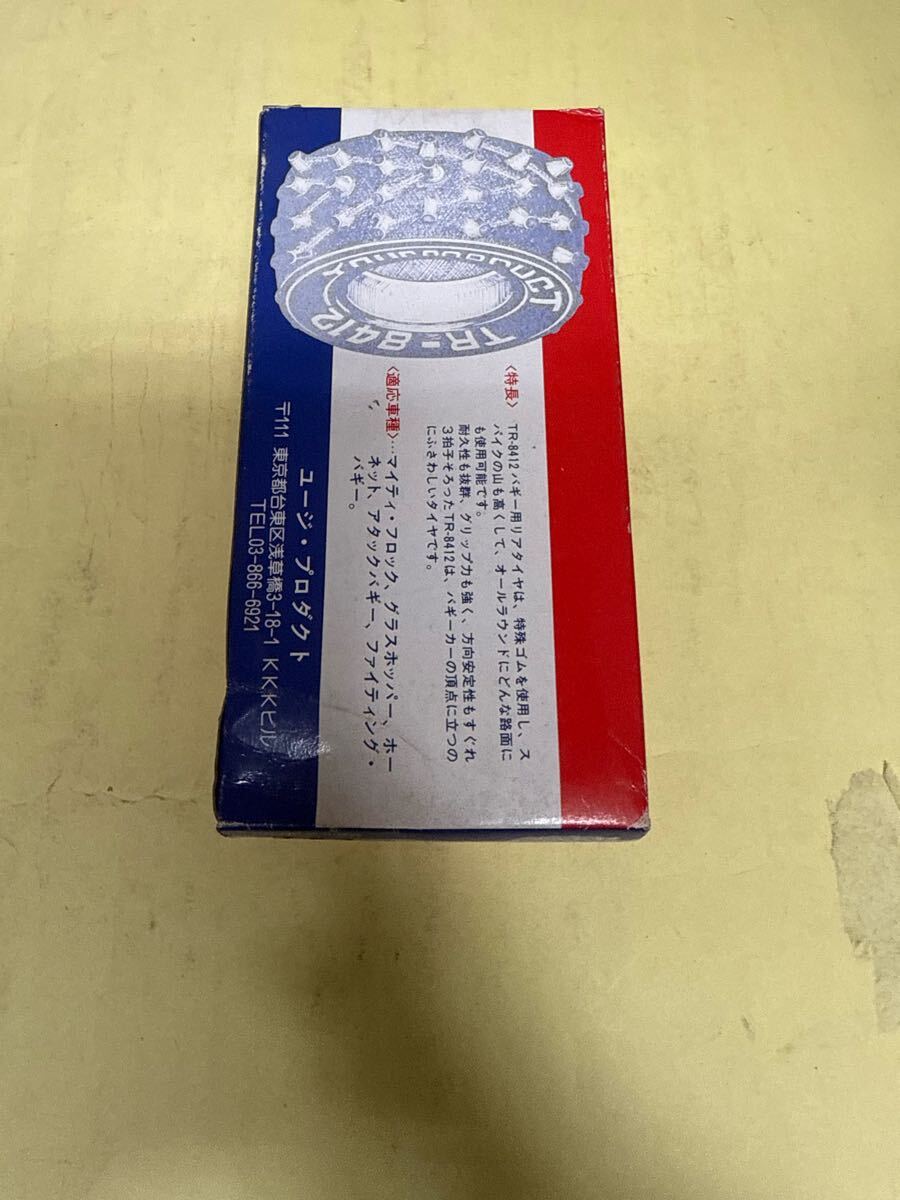 YOU-G PRODUCT
TR-8412
〈特長〉
TR-8412バギー用リアタイヤは、特殊ゴムを使用し、ス
パイクの山も高くして、オールラウンドにどんな路面に
も使用可能です。
耐久性も抜群、グリップ力も強く、方向安定性もすぐれ
3拍子そろったTR-8412は、バギーカーの頂点に立つの
にふさわしいタイヤです。
〈適応車種〉…マイティ・フロック、グラスホッパー、ホー
ネット、アタックバギー、ファイティング・
バギー。
ユージ・プロダクト
〒111 東京都台東区浅草橋3-18-1 KKKビル
TEL03-866-6921